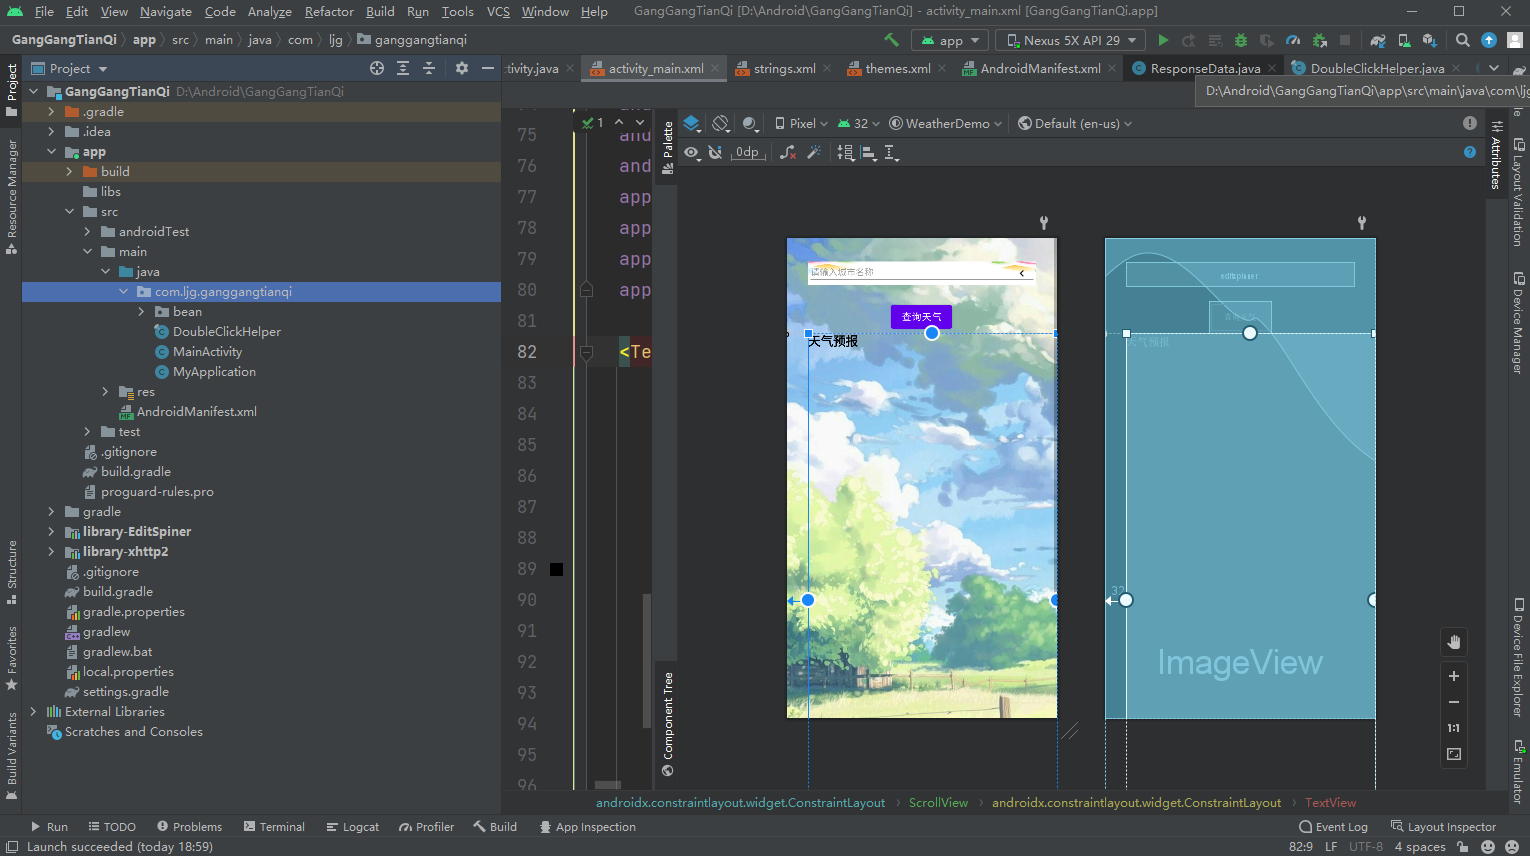 File Edit View Navigate Code Analyze Refactor Build Run Tools VCS Window Help GangGangTianQi [D:\Android\GangGangTianQi] - activity_main.xml [GangGangTianQi.app]
GangGangTianQi app src main java com ljg ganggangtianqi app Nexus 5X API 29
Project tivity.java activity_main.xml strings.xml themes.xml AndroidManifest.xml ResponseData.java DoubleClickHelper.java
D:\Android\GangGangTianQi\app\src\main\java\com\ljg
GangGangTianQi D:\Android\GangGangTianQi
.gradle
.idea
app
build
libs
src
androidTest
main
java
com.ljg.ganggangtianqi
bean
DoubleClickHelper
MainActivity
MyApplication
res
AndroidManifest.xml
test
.gitignore
build.gradle
proguard-rules.pro
gradle
library-EditSpiner
library-xhttp2
.gitignore
build.gradle
gradle.properties
gradlew
gradlew.bat
local.properties
settings.gradle
External Libraries
Scratches and Consoles
Project
Resource Manager
Structure
Favorites
Build Variants
1
75 and
76 and
77 app
78 app
79 app
80 app
81
82 <Te
83
84
85
86
87
88
89
90
91
92
93
94
95
96
Palette
Component Tree
Pixel 32 WeatherDemo Default (en-us)
0dp
请输入城市名称
查询天气
天气预报
editspinner
查询天气
天气预报
32
ImageView
1:1
Attributes
Layout Validation
Device Manager
Device File Explorer
Emulator
androidx.constraintlayout.widget.ConstraintLayout ScrollView androidx.constraintlayout.widget.ConstraintLayout TextView
Run TODO Problems Terminal Logcat Profiler Build App Inspection Event Log Layout Inspector
Launch succeeded (today 18:59) 82:9 LF UTF-8 4 spaces